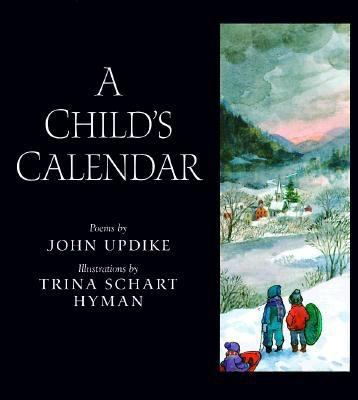 A
CHILD'S
CALENDAR
Poems by
JOHN UPDIKE
Illustrations by
TRINA SCHART
HYMAN